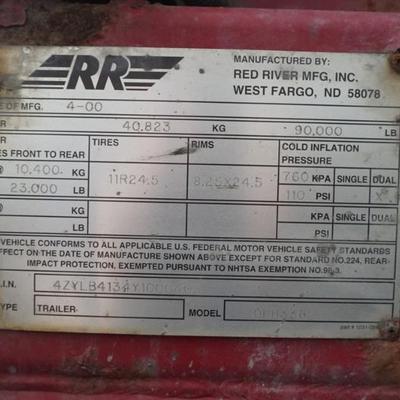 RR
MANUFACTURED BY:
RED RIVER MFG, INC.
WEST FARGO, ND 58078
E OF MFG. 4-00
R 40,823 KG 90,000 LB
R TIRES RIMS COLD INFLATION
ES FRONT TO REAR PRESSURE
10,400 KG 11R24.5 8.25X24.5 760 KPA SINGLE DUAL
23,000 LB 110 PSI X
KG KPA SINGLE DUAL
LB PSI
VEHICLE CONFORMS TO ALL APPLICABLE U.S. FEDERAL MOTOR VEHICLE SAFETY STANDARDS
EFFECT ON THE DATE OF MANUFACTURE SHOWN ABOVE EXCEPT FOR STANDARD NO.224, REAR-
IMPACT PROTECTION, EXEMPTED PURSUANT TO NHTSA EXEMPTION NO.
.I.N.
TYPE TRAILER MODEL